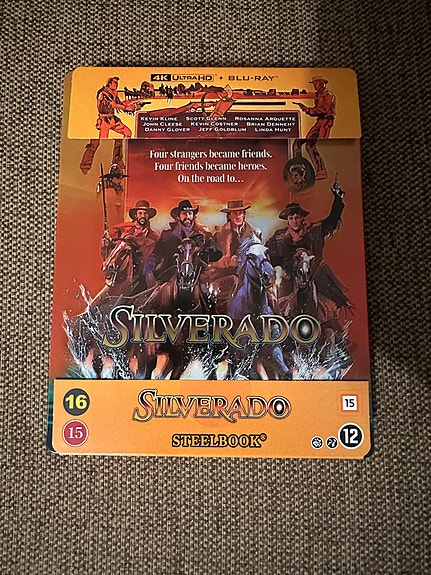 4K ULTRA HD + BLU-RAY™
KEVIN KLINE SCOTT GLENN ROSANNA ARQUETTE
JOHN CLEESE KEVIN COSTNER BRIAN DENNEHY
DANNY GLOVER JEFF GOLDBLUM LINDA HUNT
Four strangers became friends.
Four friends became heroes.
On the road to...
SILVERADO
16
SILVERADO
15
15
STEELBOOK®
12